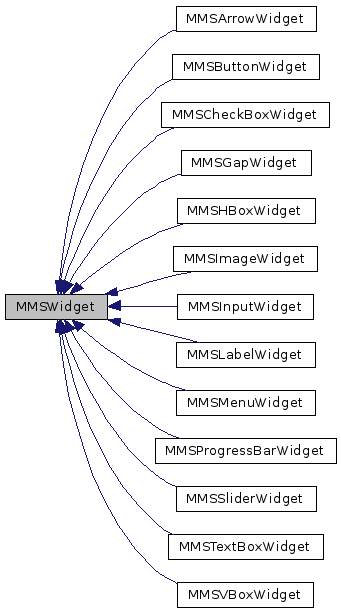 MMSArrowWidget
MMSButtonWidget
MMSCheckBoxWidget
MMSGapWidget
MMSHBoxWidget
MMSImageWidget
MMSWidget
MMSInputWidget
MMSLabelWidget
MMSMenuWidget
MMSProgressBarWidget
MMSSliderWidget
MMSTextBoxWidget
MMSVBoxWidget